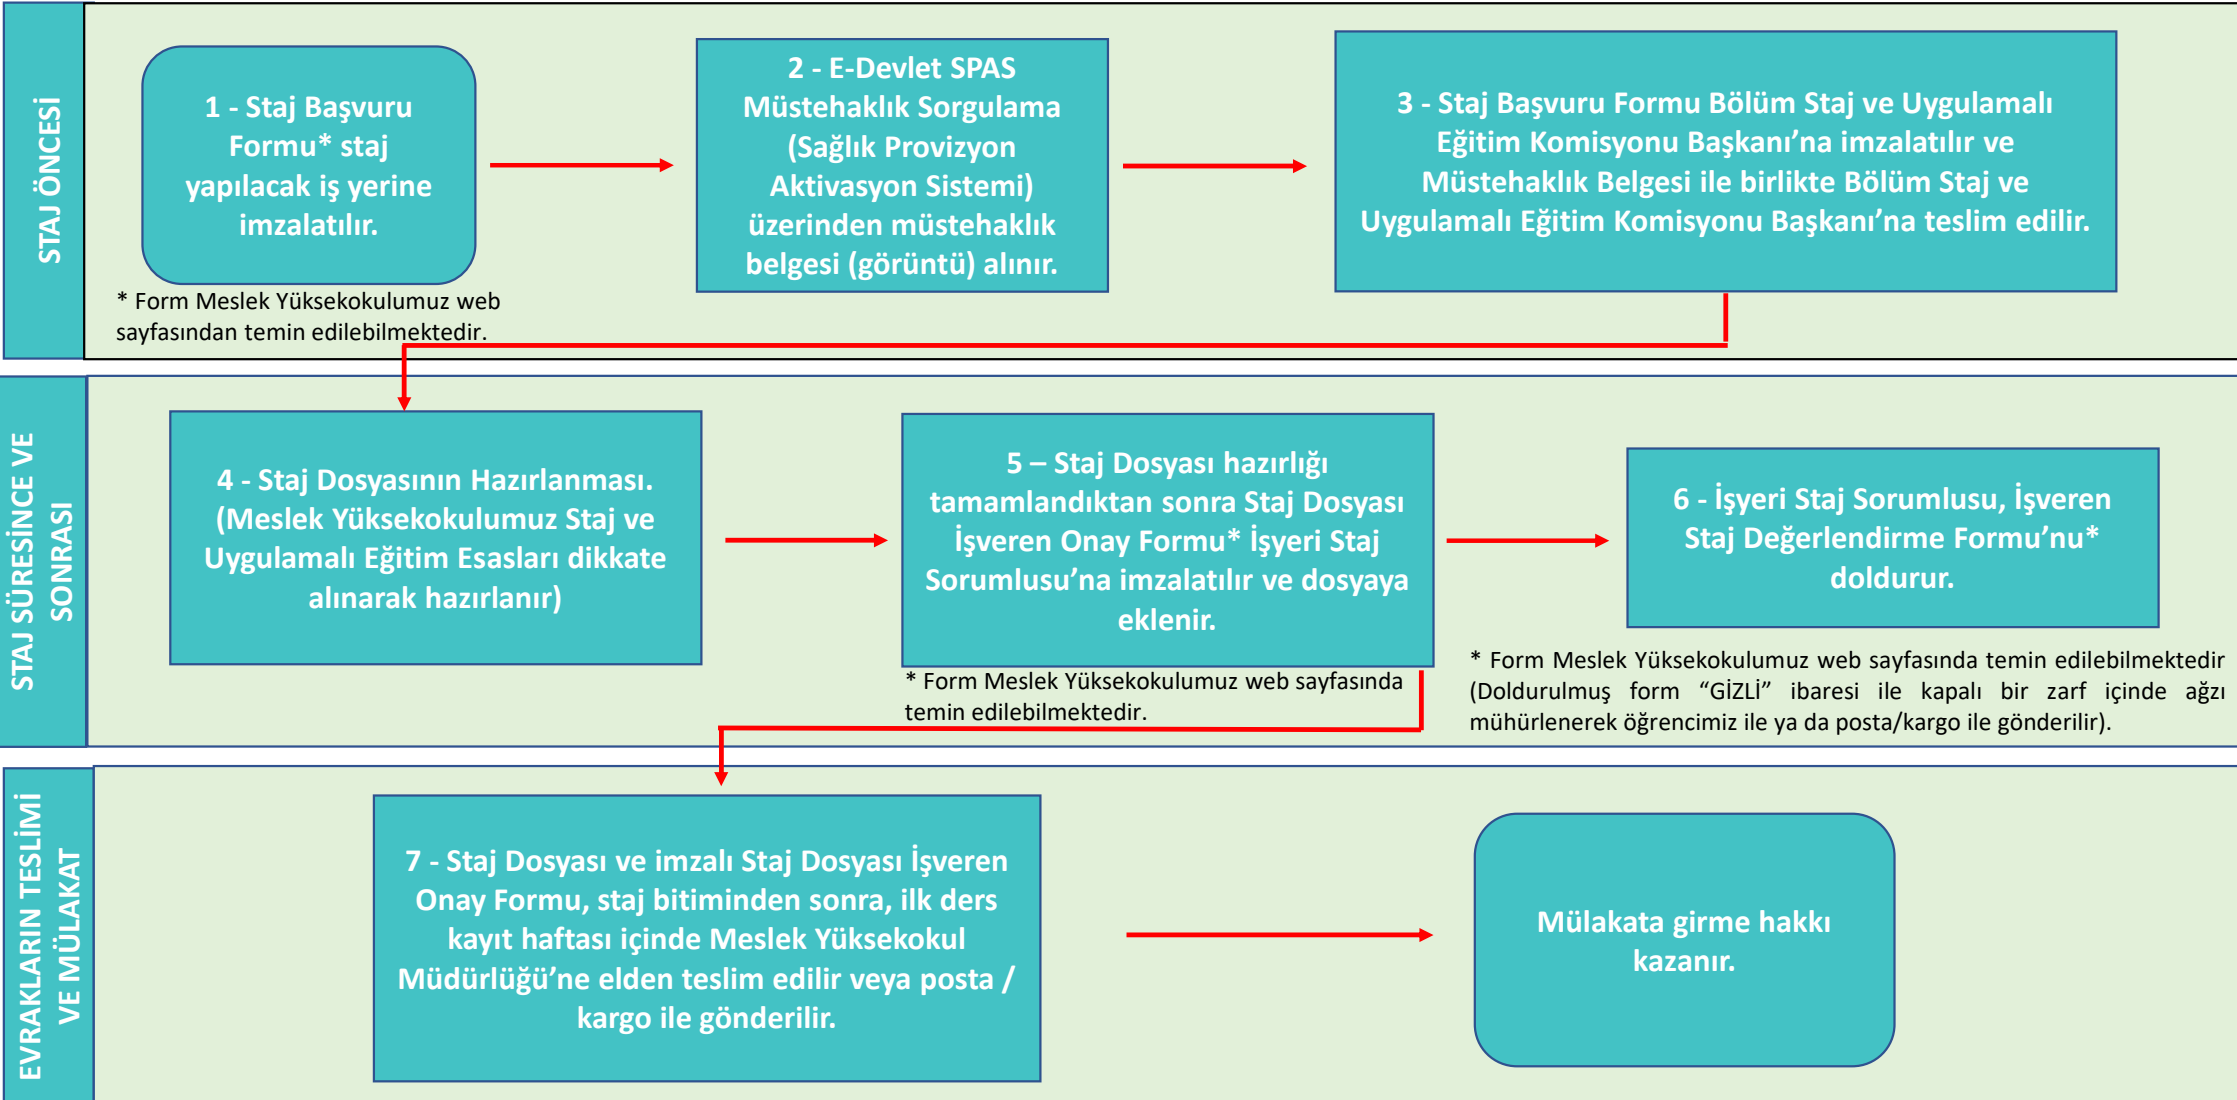 STAJ ÖNCESİ
1 - Staj Başvuru
Formu* staj
yapılacak iş yerine
imzalatılır.
* Form Meslek Yüksekokulumuz web
sayfasından temin edilebilmektedir.
2 - E-Devlet SPAS
Müstehaklık Sorgulama
(Sağlık Provizyon
Aktivasyon Sistemi)
üzerinden müstehaklık
belgesi (görüntü) alınır.
3 - Staj Başvuru Formu Bölüm Staj ve Uygulamalı
Eğitim Komisyonu Başkanı’na imzalatılır ve
Müstehaklık Belgesi ile birlikte Bölüm Staj ve
Uygulamalı Eğitim Komisyonu Başkanı’na teslim edilir.
STAJ SÜRESİNCE VE
SONRASI
4 - Staj Dosyasının Hazırlanması.
(Meslek Yüksekokulumuz Staj ve
Uygulamalı Eğitim Esasları dikkate
alınarak hazırlanır)
5 – Staj Dosyası hazırlığı
tamamlandıktan sonra Staj Dosyası
İşveren Onay Formu* İşyeri Staj
Sorumlusu’na imzalatılır ve dosyaya
eklenir.
* Form Meslek Yüksekokulumuz web sayfasında
temin edilebilmektedir.
6 - İşyeri Staj Sorumlusu, İşveren
Staj Değerlendirme Formu’nu*
doldurur.
* Form Meslek Yüksekokulumuz web sayfasında temin edilebilmektedir
(Doldurulmuş form “GİZLİ” ibaresi ile kapalı bir zarf içinde ağzı
mühürlenerek öğrencimiz ile ya da posta/kargo ile gönderilir).
EVRAKLARIN TESLİMİ
VE MÜLAKAT
7 - Staj Dosyası ve imzalı Staj Dosyası İşveren
Onay Formu, staj bitiminden sonra, ilk ders
kayıt haftası içinde Meslek Yüksekokul
Müdürlüğü’ne elden teslim edilir veya posta /
kargo ile gönderilir.
Mülakata girme hakkı
kazanır.